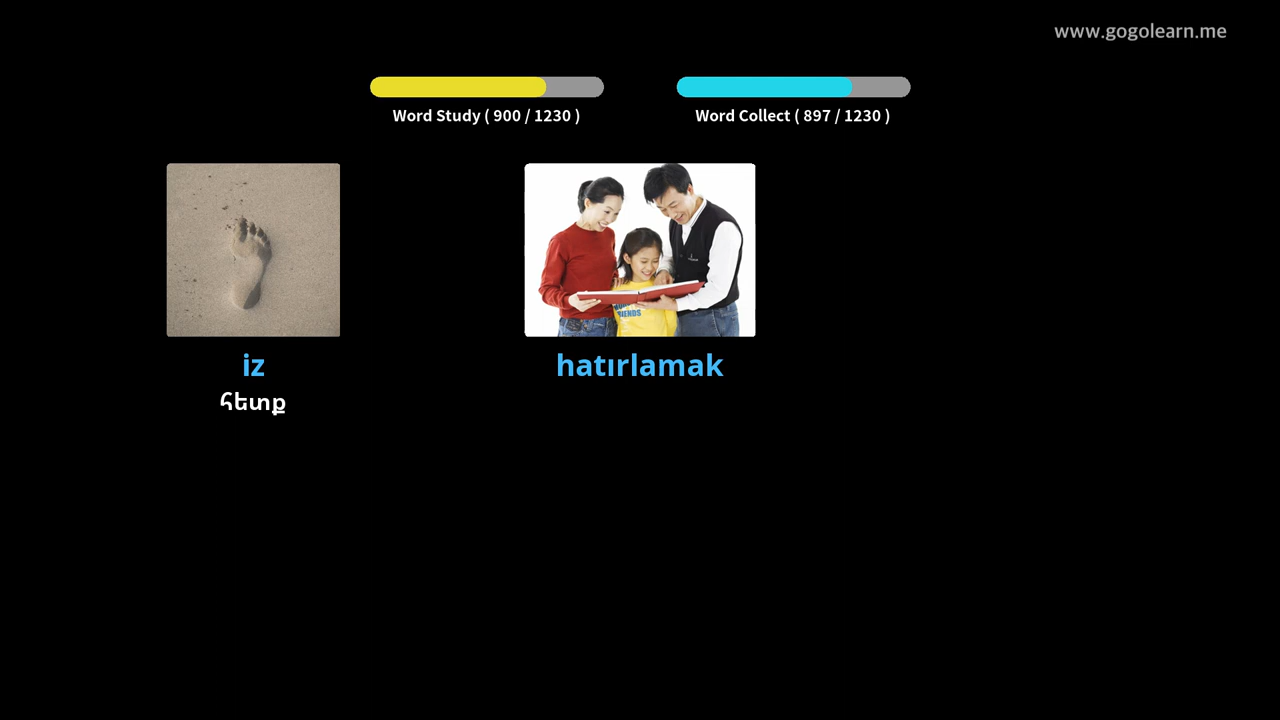 www.gogolearn.me
Word Study ( 900 / 1230 )
Word Collect ( 897 / 1230 )
iz
հետք
hatırlamak